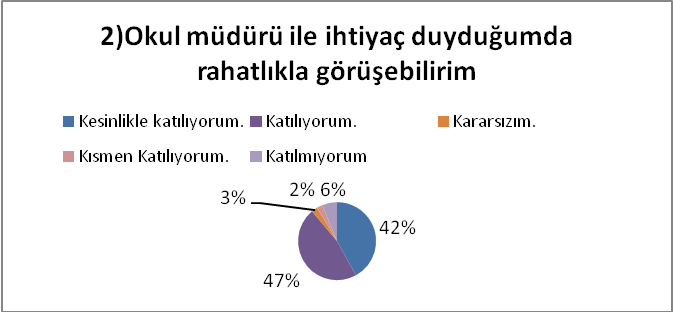 2)Okul müdürü ile ihtiyaç duyduğumda
rahatlıkla görüşebilirim
Kesinlikle katılıyorum. Katılıyorum. Kararsızım.
Kısmen Katılıyorum. Katılmıyorum
3% 2% 6%
42%
47%